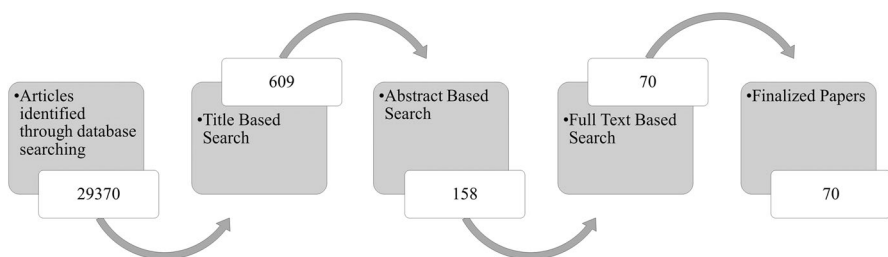 •Articles
identified
through database
searching
29370
609
•Title Based
Search
•Abstract Based
Search
158
70
•Full Text Based
Search
•Finalized Papers
70